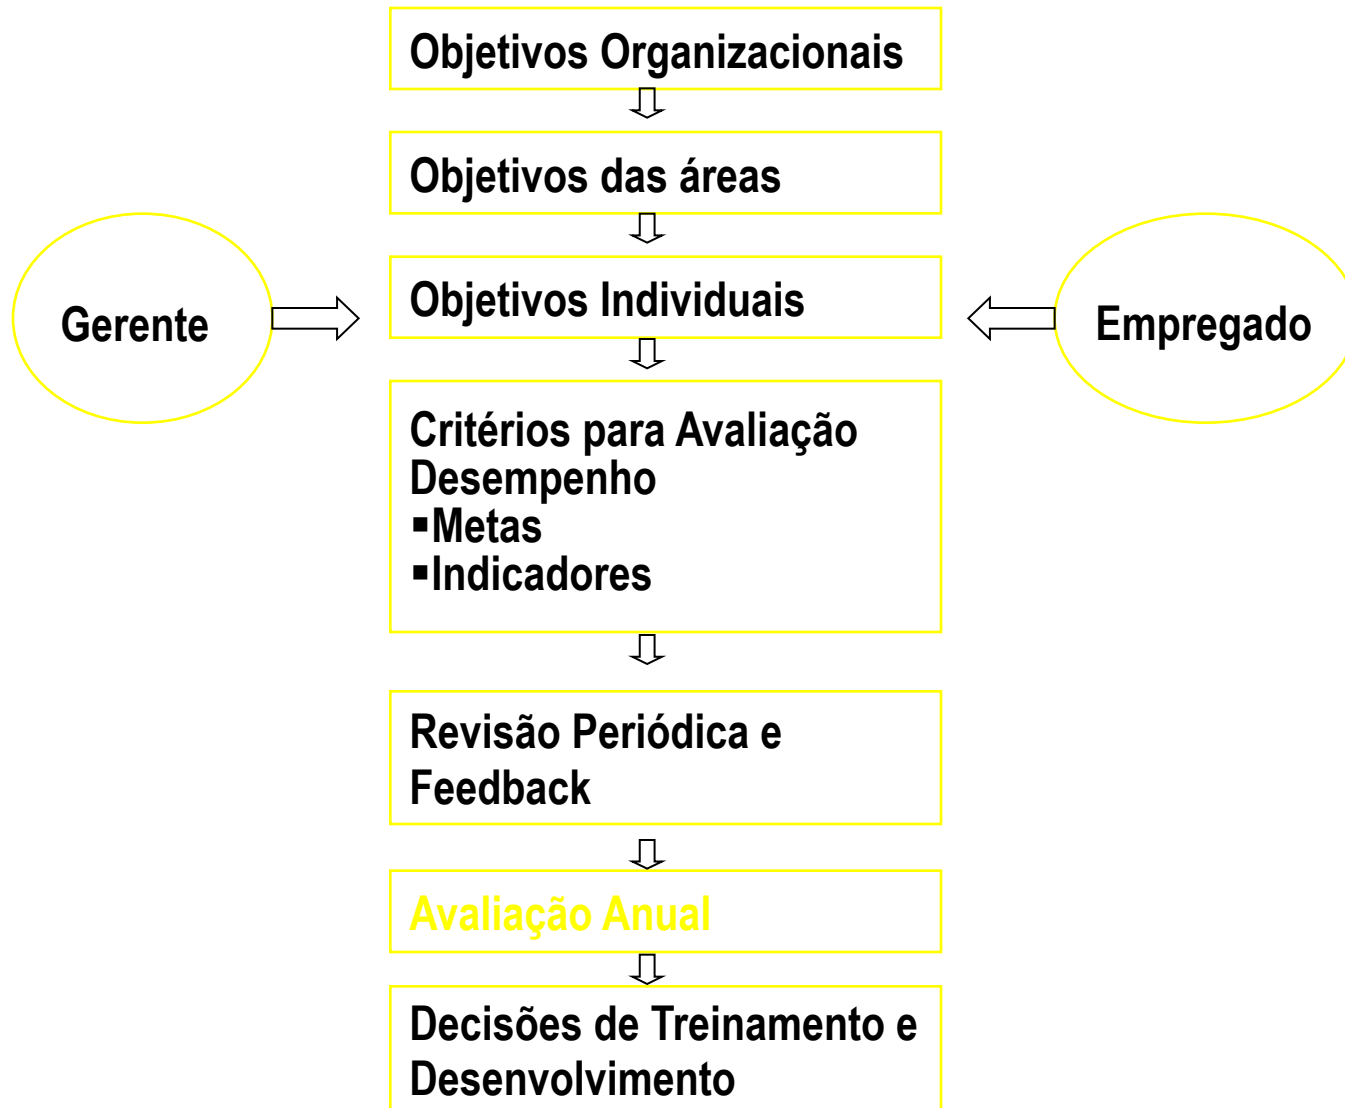 Objetivos Organizacionais
Objetivos das áreas
Gerente
Objetivos Individuais
Empregado
Critérios para Avaliação
Desempenho
▪Metas
▪Indicadores
Revisão Periódica e
Feedback
Avaliação Anual
Decisões de Treinamento e
Desenvolvimento